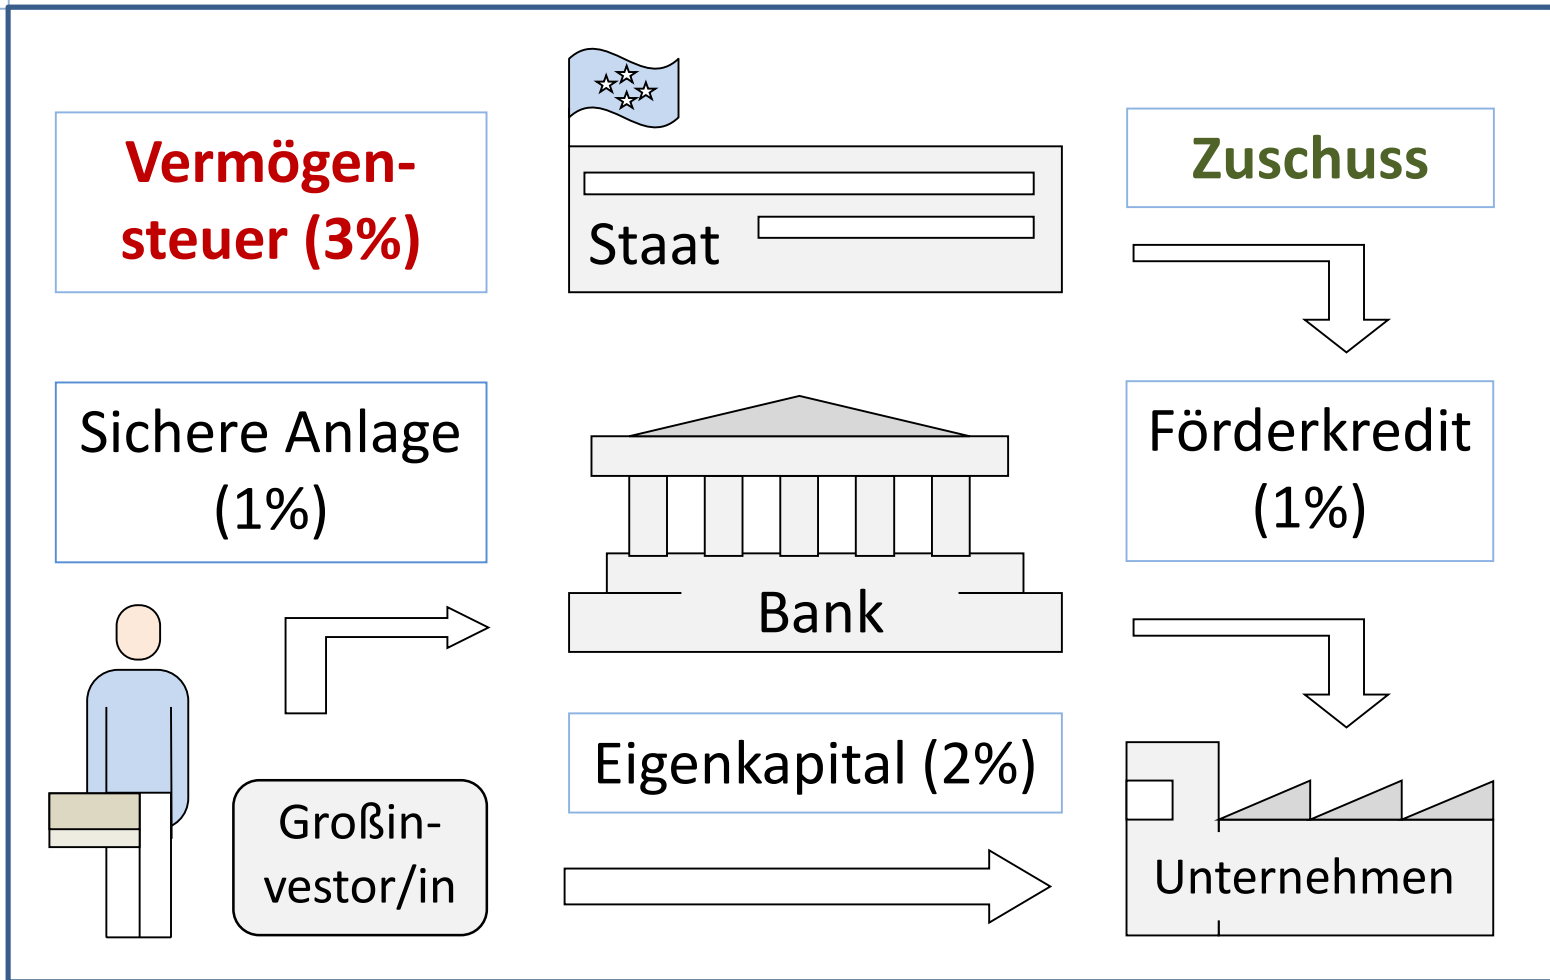 Vermögen-
steuer (3%)
Staat
Zuschuss
Sichere Anlage
(1%)
Bank
Förderkredit
(1%)
Eigenkapital (2%)
Großin-
vestor/in
Unternehmen